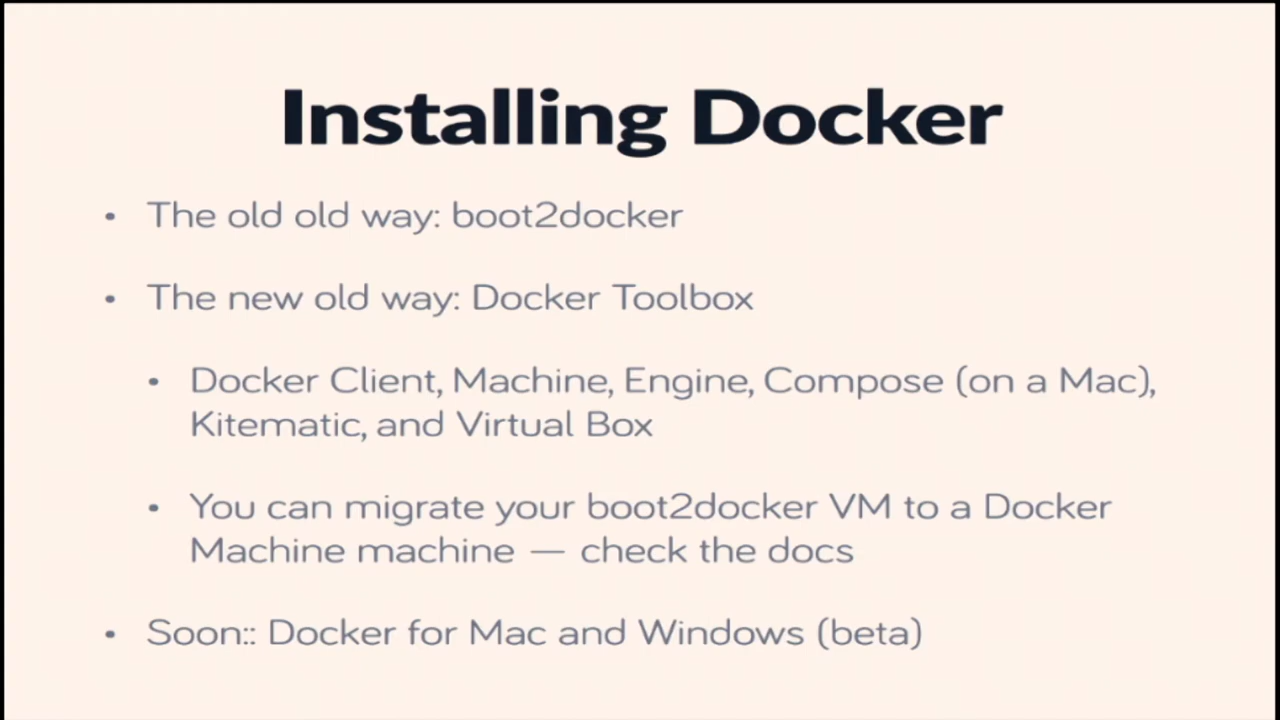 Installing Docker
• The old old way: boot2docker
• The new old way: Docker Toolbox
• Docker Client, Machine, Engine, Compose (on a Mac),
Kitematic, and Virtual Box
• You can migrate your boot2docker VM to a Docker
Machine machine — check the docs
• Soon:: Docker for Mac and Windows (beta)